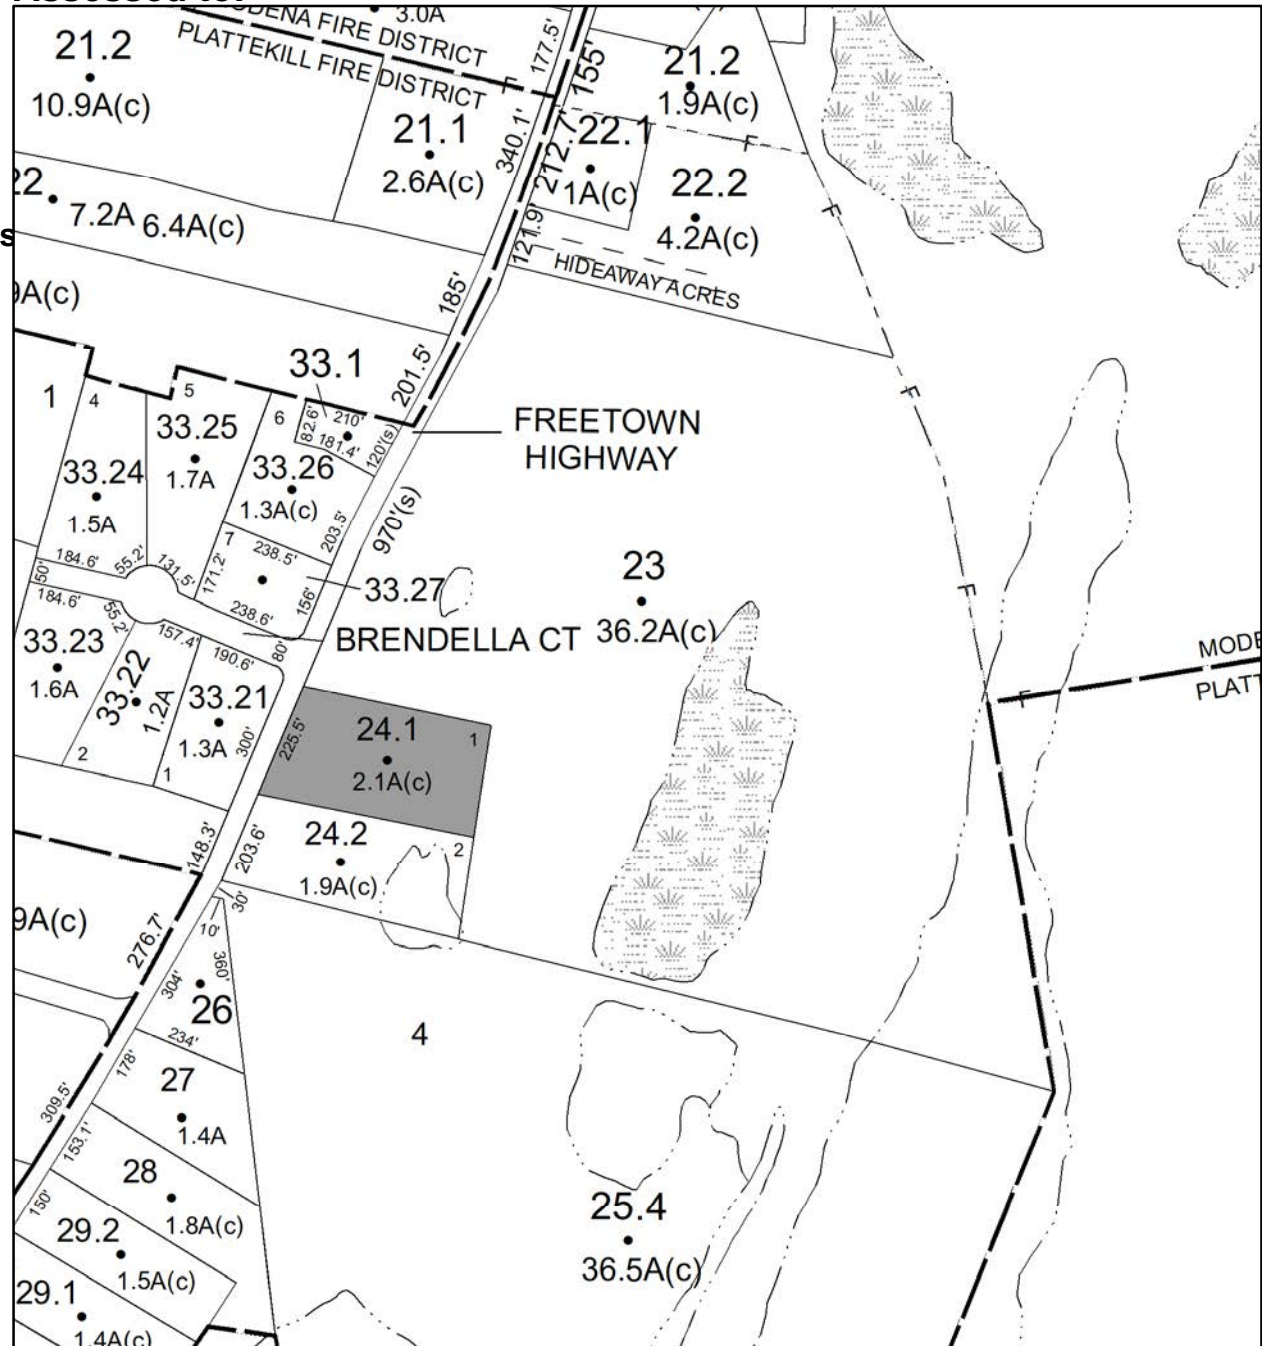 3.0A
FIRE DISTRICT
PLATTEKILL FIRE DISTRICT
F
177.5'
155'
21.2
10.9A(c)
21.2
1.9A(c)
21.1
2.6A(c)
340.1'
212.7'
22.1
1A(c)
F
22.2
4.2A(c)
22
7.2A 6.4A(c)
121.9'
F
HIDEAWAY ACRES
9A(c)
185'
33.1
201.5'
F
1
4
5
33.25
1.7A
6
82.6'
210'
181.4'
120'(s)
FREETOWN
HIGHWAY
33.24
1.5A
33.26
1.3A(c)
970'(s)
203.5'
7
238.5'
184.6'
55.2'
131.5'
171.2'
50'
33.27
23
36.2A(c)
F
184.6'
55.2'
238.6'
156'
157.4'
BRENDELLA CT
80'
190.6'
33.23
1.6A
33.22
1.2A
33.21
1.3A
300'
2
1
F
225.5'
24.1
2.1A(c)
1
148.3'
203.6'
24.2
1.9A(c)
2
9A(c)
276.7'
30'
10'
360'
304'
26
234'
4
178'
27
1.4A
309.5'
153.1'
28
1.8A(c)
150'
29.2
1.5A(c)
25.4
36.5A(c)
29.1
1.4A(c)